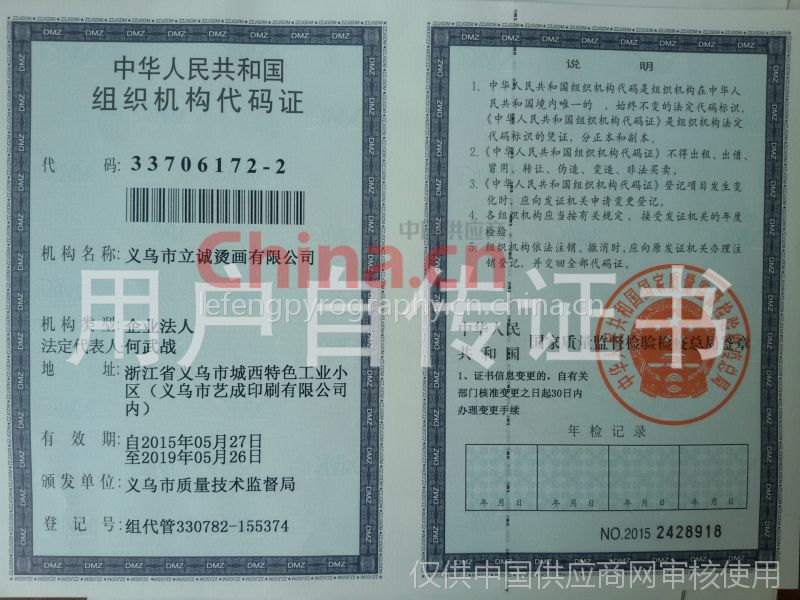 中华人民共和国
组织机构代码证
代 码: 33706172-2
机构名称: 义乌市立诚烫画有限公司
机构类型: 企业法人
法定代表人 何武战
地 址: 浙江省义乌市城西特色工业小
区（义乌市艺成印刷有限公司
内）
有 效 期: 自2015年05月27日
至2019年05月26日
颁发单位: 义乌市质量技术监督局
登 记 号: 组代管330782-155374
说 明
1. 中华人民共和国组织机构代码是组织机构在中华人
民共和国境内唯一的、始终不变的法定代码标识，
《中华人民共和国组织机构代码证》是组织机构法定
代码标识的凭证，分正本和副本。
2.《中华人民共和国组织机构代码证》不得出租、出借、
冒用、转让、伪造、变造、非法买卖。
3.《中华人民共和国组织机构代码证》登记项目发生变
化时，应向发证机关申请变更登记。
4. 各组织机构应当按有关规定，接受发证机关的年度
检验。
5. 组织机构依法注销、撤消时，应向原发证机关办理注
销登记，并交回全部代码证。
中华人民
共和国 国家质量监督检验检疫总局签章
1、证书信息变更的，自有关
部门核准变更之日起30日内
办理变更手续
年检记录
年 月 日 年 月 日 年 月 日 年 月 日
NO.2015 2428918
中国供应商
China.cn
用户自传证书
lefengpyrography.cn.china.cn
仅供中国供应商网审核使用